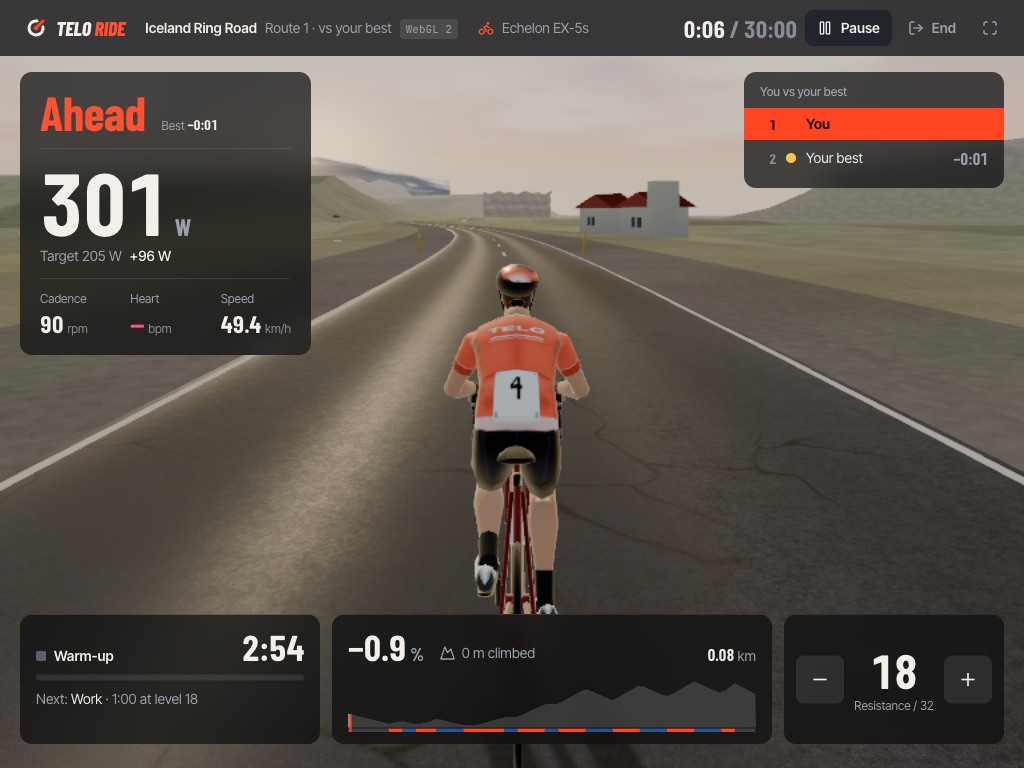 TELO RIDE Iceland Ring Road Route 1 · vs your best WebGL 2 Echelon EX-5s 0:06 / 30:00 Pause End
Ahead Best −0:01
301 W
Target 205 W +96 W
Cadence Heart Speed
90 rpm — bpm 49.4 km/h
You vs your best
1 You
2 Your best −0:01
TELO
4
Warm-up 2:54
Next: Work · 1:00 at level 18
−0.9 % 0 m climbed 0.08 km
− 18 +
Resistance / 32